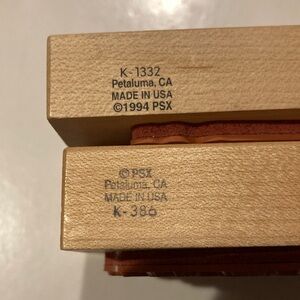 K-1332
Petaluma, CA
MADE IN USA
©1994 PSX
© PSX
Petaluma, CA
MADE IN USA
K-386